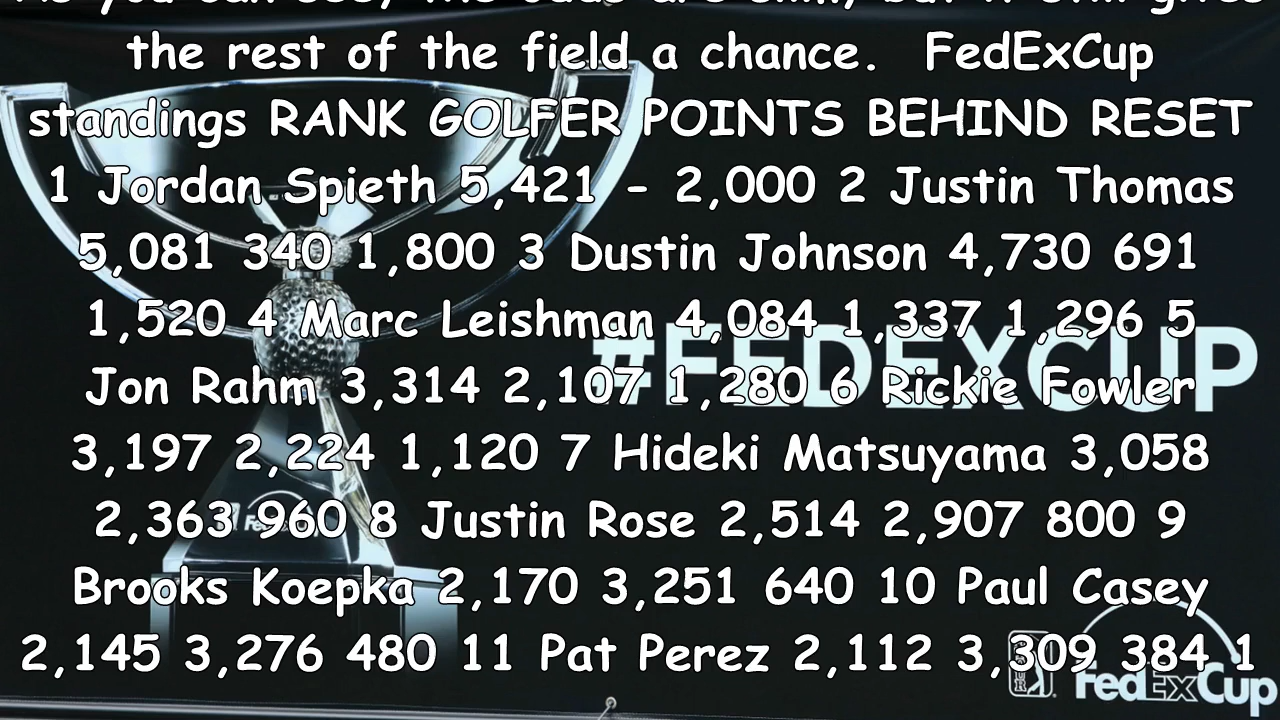 the rest of the field a chance. FedExCup
standings RANK GOLFER POINTS BEHIND RESET
1 Jordan Spieth 5,421 - 2,000 2 Justin Thomas
5,081 340 1,800 3 Dustin Johnson 4,730 691
1,520 4 Marc Leishman 4,084 1,337 1,296 5
Jon Rahm 3,314 2,107 1,280 6 Rickie Fowler
3,197 2,224 1,120 7 Hideki Matsuyama 3,058
2,363 960 8 Justin Rose 2,514 2,907 800 9
Brooks Koepka 2,170 3,251 640 10 Paul Casey
2,145 3,276 480 11 Pat Perez 2,112 3,309 384 1
#FEDEXCUP
FedExCup